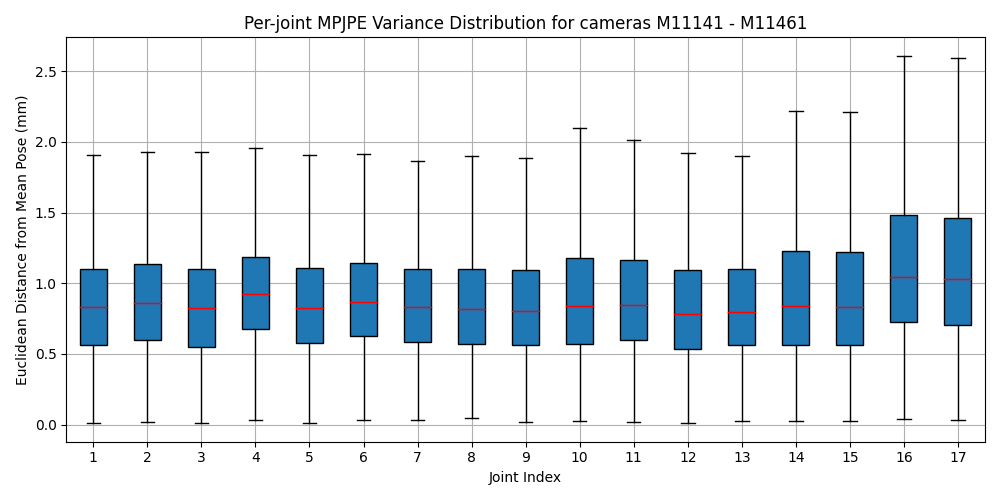 Per-joint MPJPE Variance Distribution for cameras M11141 - M11461
Euclidean Distance from Mean Pose (mm)
2.5
2.0
1.5
1.0
0.5
0.0
1 2 3 4 5 6 7 8 9 10 11 12 13 14 15 16 17
Joint Index